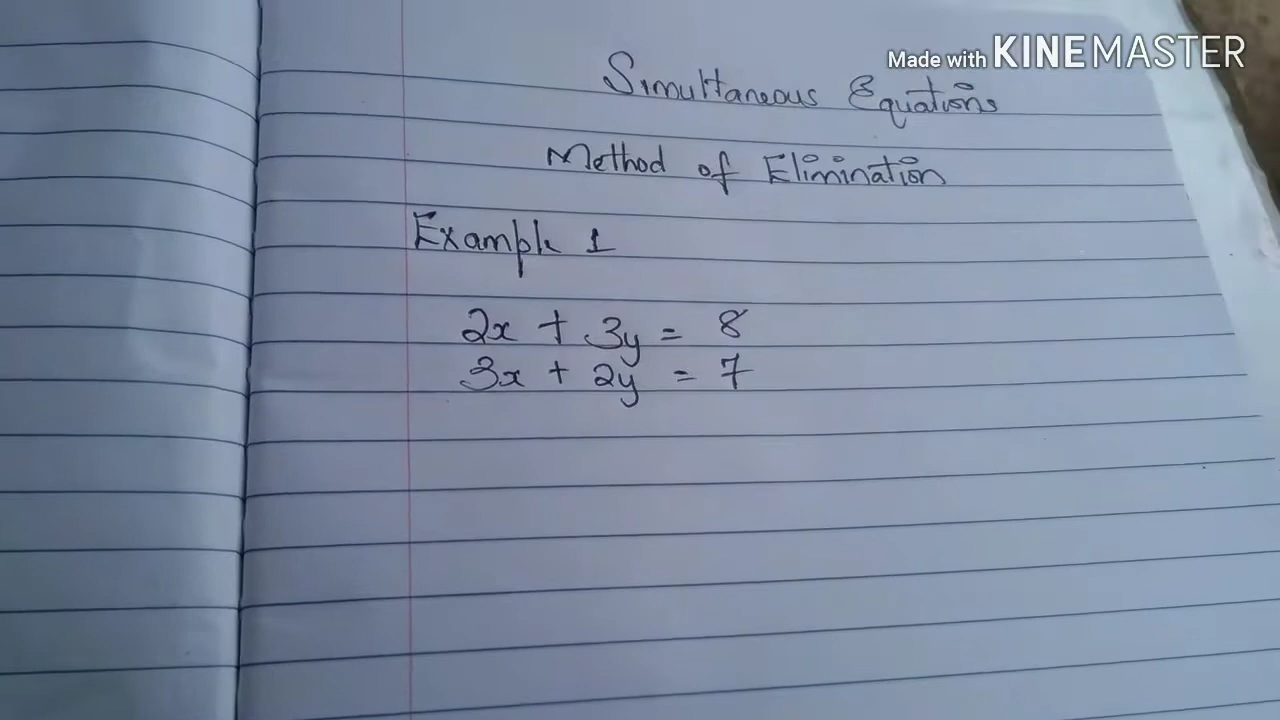 Made with KINEMASTER
Simultaneous Equations
Method of Elimination
Example 1
2x + 3y = 8
3x + 2y = 7